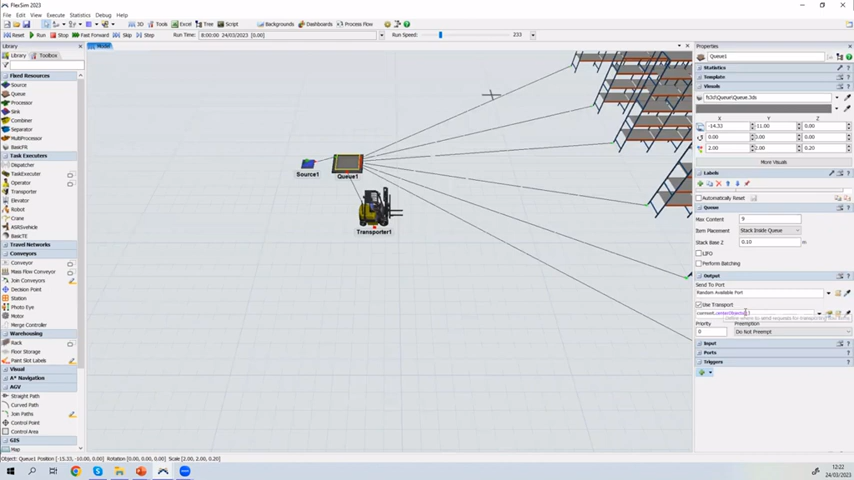 FlexSim 2023
File Edit View Build Execute Statistics Debug Help
3D Tools Excel Tree Script Backgrounds Dashboards Process Flow
Reset Run Stop Fast Forward Skip Step Run Time: 8:00:00 24/03/2023 [0.00] Run Speed: 233
Library
Library Toolbox
Fixed Resources
Source
Queue
Processor
Sink
Combiner
Separator
MultiProcessor
BasicFR
Task Executers
Dispatcher
TaskExecuter
Operator
Transporter
Elevator
Robot
Crane
ASRSvehicle
BasicTE
Travel Networks
Conveyors
Conveyor
Mass Flow Conveyor
Join Conveyors
Decision Point
Station
Photo Eye
Motor
Merge Controller
Warehousing
Rack
Floor Storage
Paint Slot Labels
Visual
A* Navigation
AGV
Straight Path
Curved Path
Join Paths
Control Point
Control Area
GIS
Map
Model
Source1
Queue1
Transporter1
Properties
Queue1
Statistics
Template
Visuals
fs3d\Queue\Queue.3ds
X Y Z
-14.33 -11.00 0.00
0.00 0.00 0.00
2.00 2.00 0.20
More Visuals
Labels
Automatically Reset
Queue
Max Content 9
Item Placement Stack Inside Queue
Stack Base Z 0.10 m
LIFO
Perform Batching
Output
Send To Port
Random Available Port
Use Transport
Priority Preemption
0 Do Not Preempt
Input
Ports
Triggers
Object: Queue1 Position [-15.33, -10.00, 0.00] Rotation [0.00, 0.00, 0.00] Scale [2.00, 2.00, 0.20]
12:22
24/03/2023